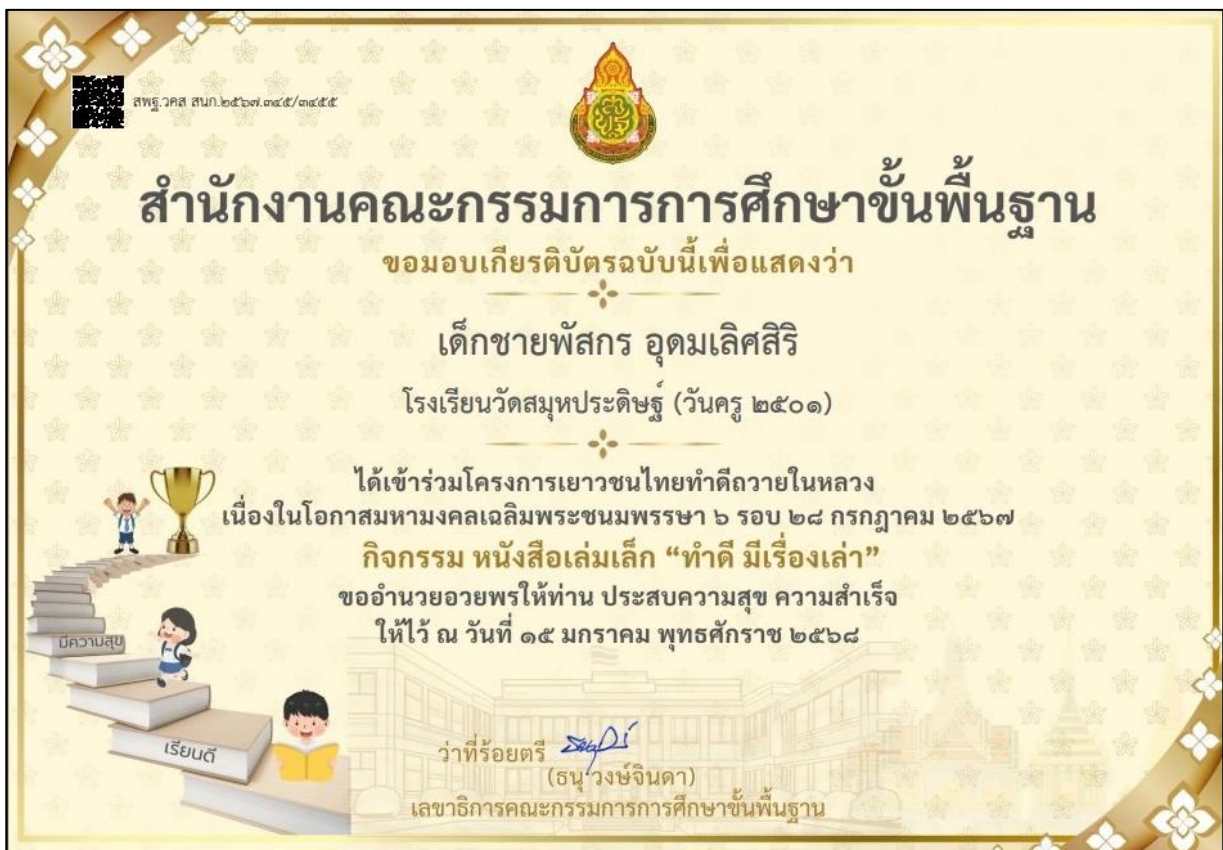 สพฐ.วคส สนก.๒๕๖๗.๓๔๕/๓๔๕๕
สำนักงานคณะกรรมการการศึกษาขั้นพื้นฐาน
ขอมอบเกียรติบัตรฉบับนี้เพื่อแสดงว่า
เด็กชายพัสกร อุดมเลิศสิริ
โรงเรียนวัดสมุหประดิษฐ์ (วันครู ๒๕๐๑)
ได้เข้าร่วมโครงการเยาวชนไทยทำดีถวายในหลวง
เนื่องในโอกาสมหามงคลเฉลิมพระชนมพรรษา ๖ รอบ ๒๘ กรกฎาคม ๒๕๖๗
กิจกรรม หนังสือเล่มเล็ก “ทำดี มีเรื่องเล่า”
ขออำนวยอวยพรให้ท่าน ประสบความสุข ความสำเร็จ
ให้ไว้ ณ วันที่ ๑๕ มกราคม พุทธศักราช ๒๕๖๘
มีความสุข
เรียนดี
ว่าที่ร้อยตรี
(ธนุ วงษ์จินดา)
เลขาธิการคณะกรรมการการศึกษาขั้นพื้นฐาน